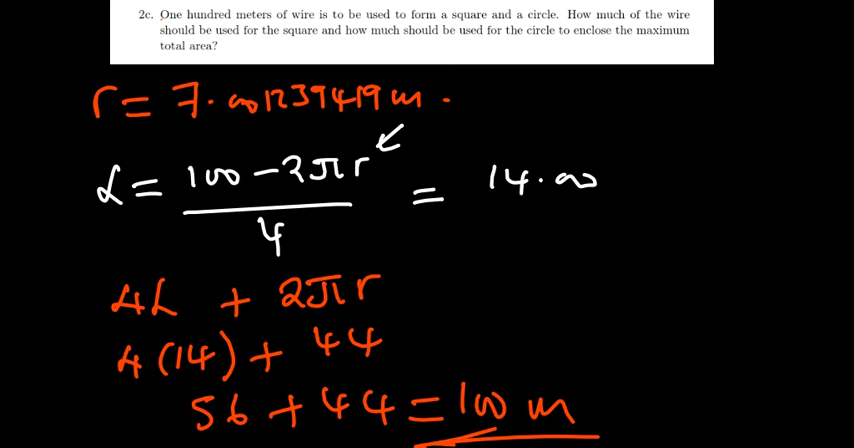 2c. One hundred meters of wire is to be used to form a square and a circle. How much of the wire
should be used for the square and how much should be used for the circle to enclose the maximum
total area?
r = 7.001239419m.
L = (100 - 2πr)/4 = 14.00
4L + 2πr
4(14) + 44
56 + 44 = 100 m